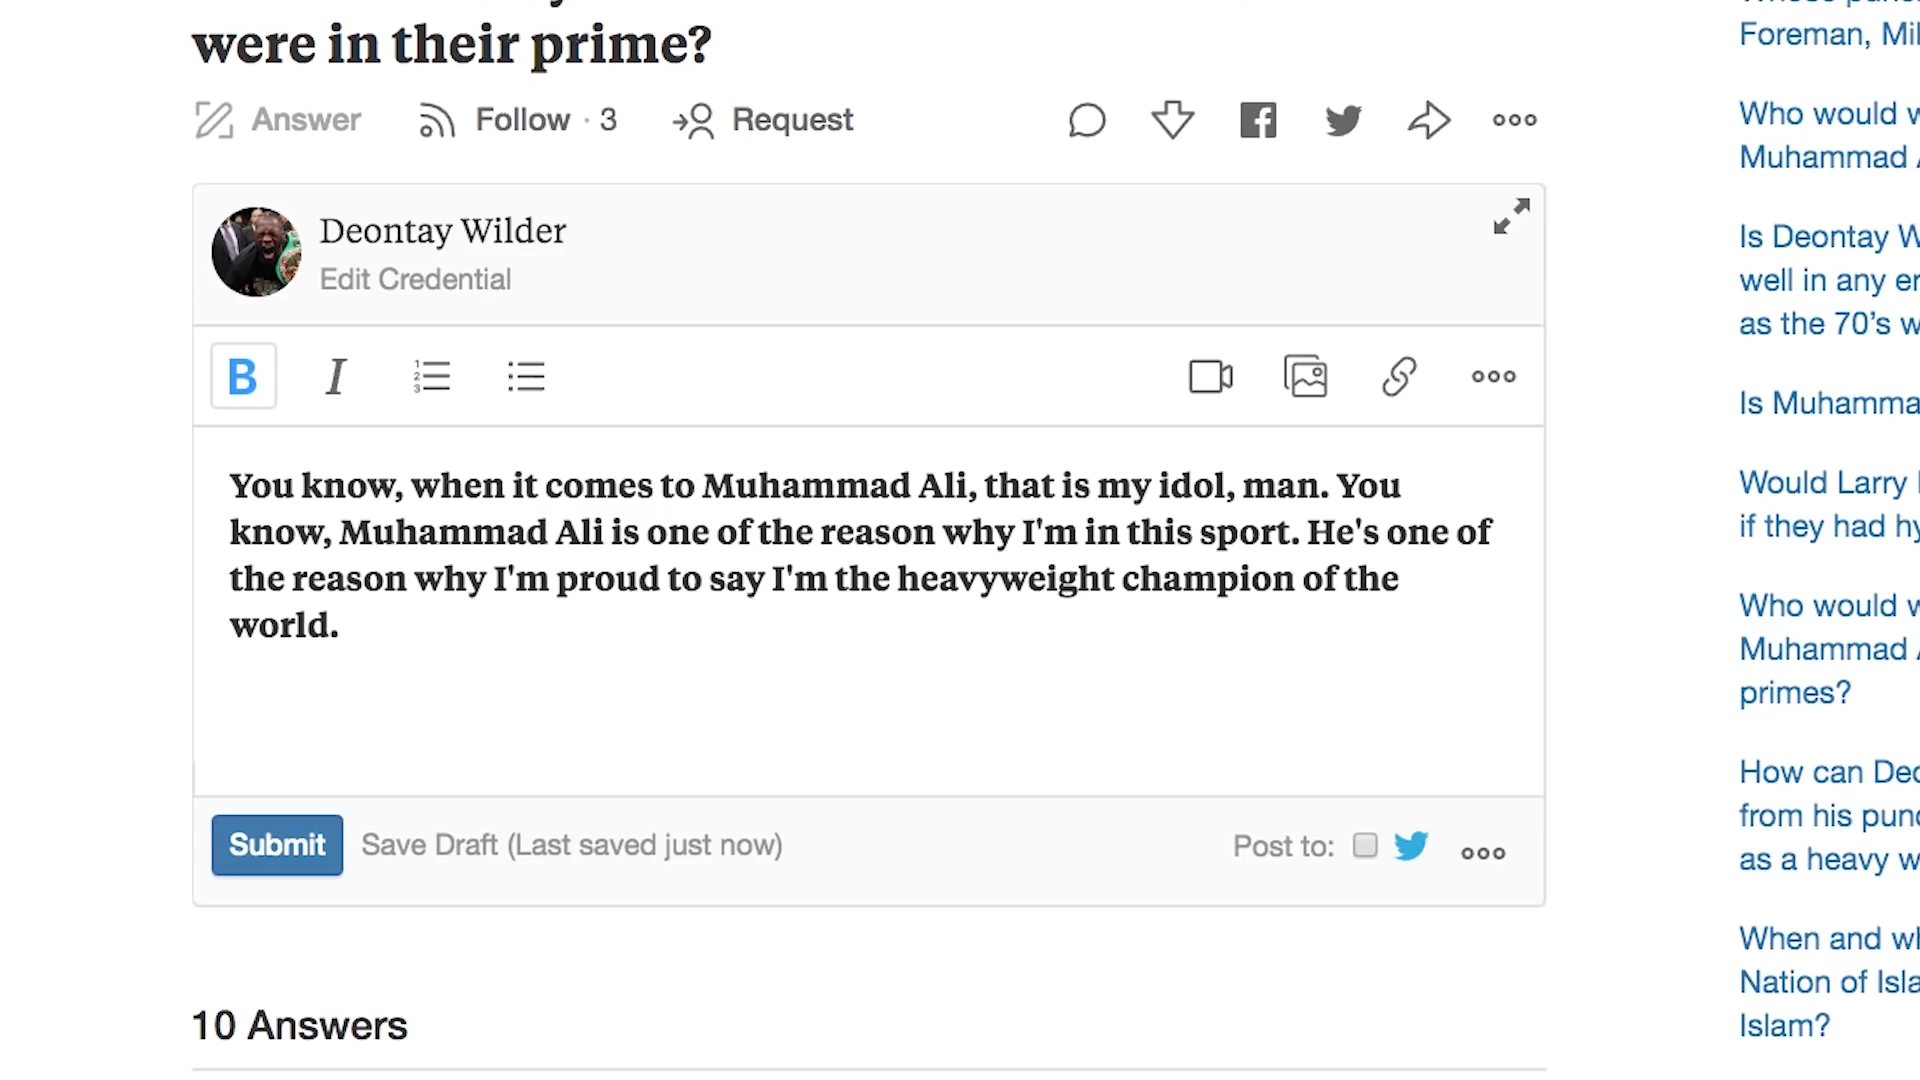 were in their prime?
Answer
Follow · 3
Request
Deontay Wilder
Edit Credential
B I
You know, when it comes to Muhammad Ali, that is my idol, man. You
know, Muhammad Ali is one of the reason why I'm in this sport. He's one of
the reason why I'm proud to say I'm the heavyweight champion of the
world.
Submit
Save Draft (Last saved just now)
Post to:
10 Answers
Foreman,
Who would
Muhammad
Is Deontay
well in any
as the 70's
Is
Would Larry
if they had
Who would
Muhammad
primes?
How can
from his
as a heavy
When and
Nation of
Islam?